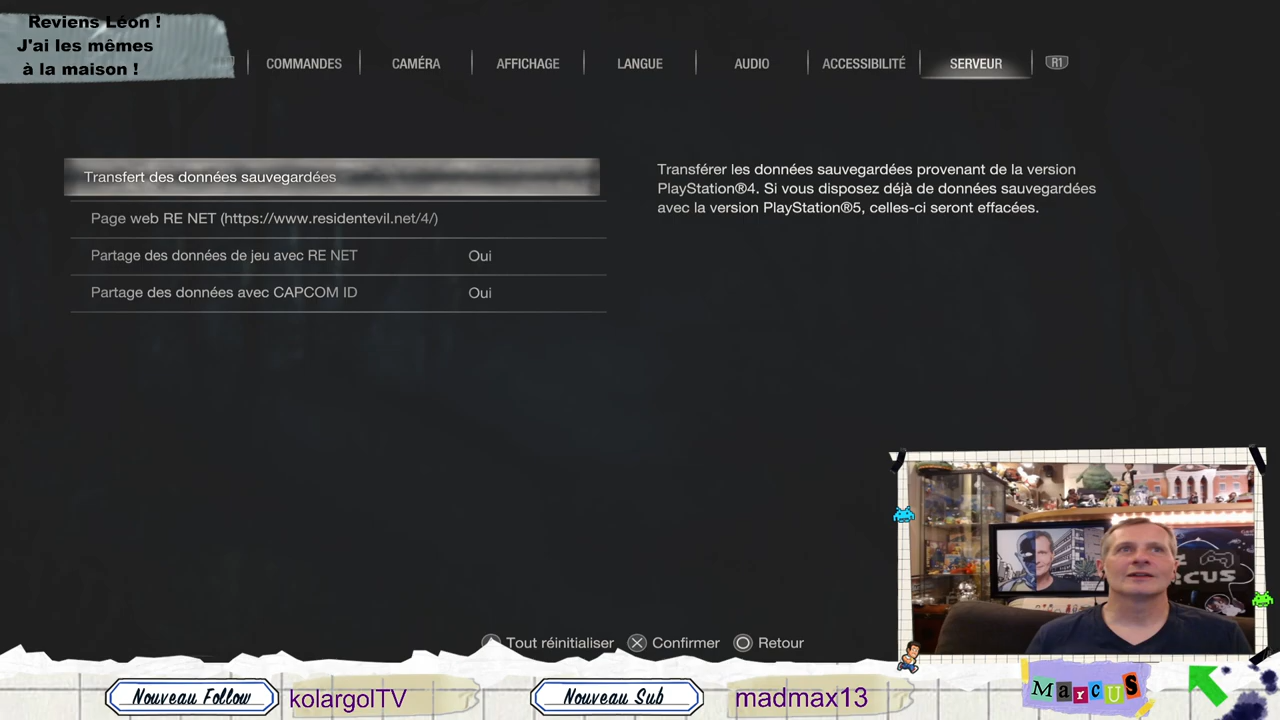 Reviens Léon !
J'ai les mêmes
à la maison !
COMMANDES
CAMÉRA
AFFICHAGE
LANGUE
AUDIO
ACCESSIBILITÉ
SERVEUR
R1
Transfert des données sauvegardées
Page web RE NET (https://www.residentevil.net/4/)
Partage des données de jeu avec RE NET Oui
Partage des données avec CAPCOM ID Oui
Transférer les données sauvegardées provenant de la version
PlayStation®4. Si vous disposez déjà de données sauvegardées
avec la version PlayStation®5, celles-ci seront effacées.
Tout réinitialiser
Confirmer
Retour
Nouveau Follow
kolargolTV
Nouveau Sub
madmax13
MarcUS